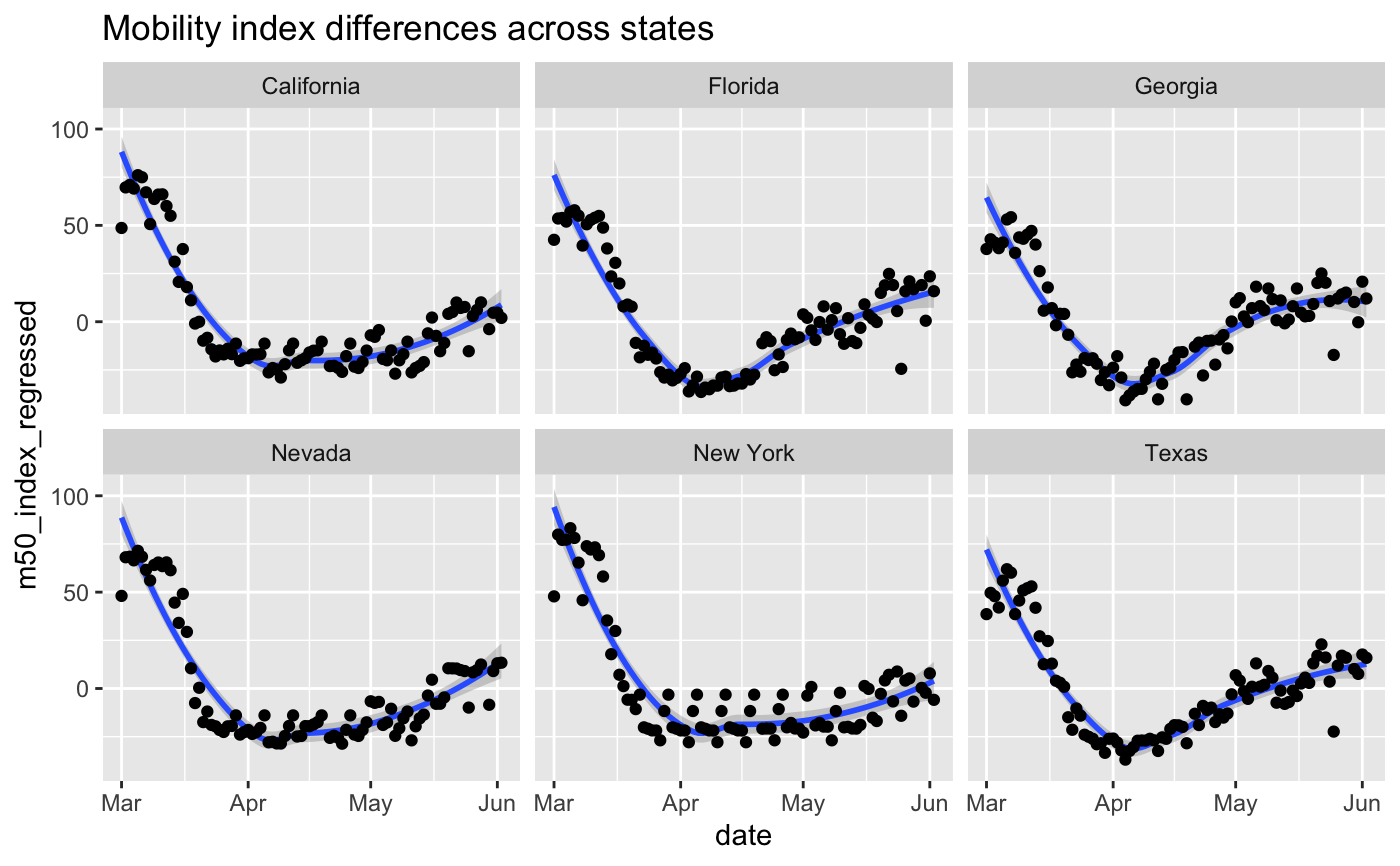 Mobility index differences across states
California Florida Georgia
100
50
0
Nevada New York Texas
100
50
0
Mar Apr May Jun Mar Apr May Jun Mar Apr May Jun
date
m50_index_regressed